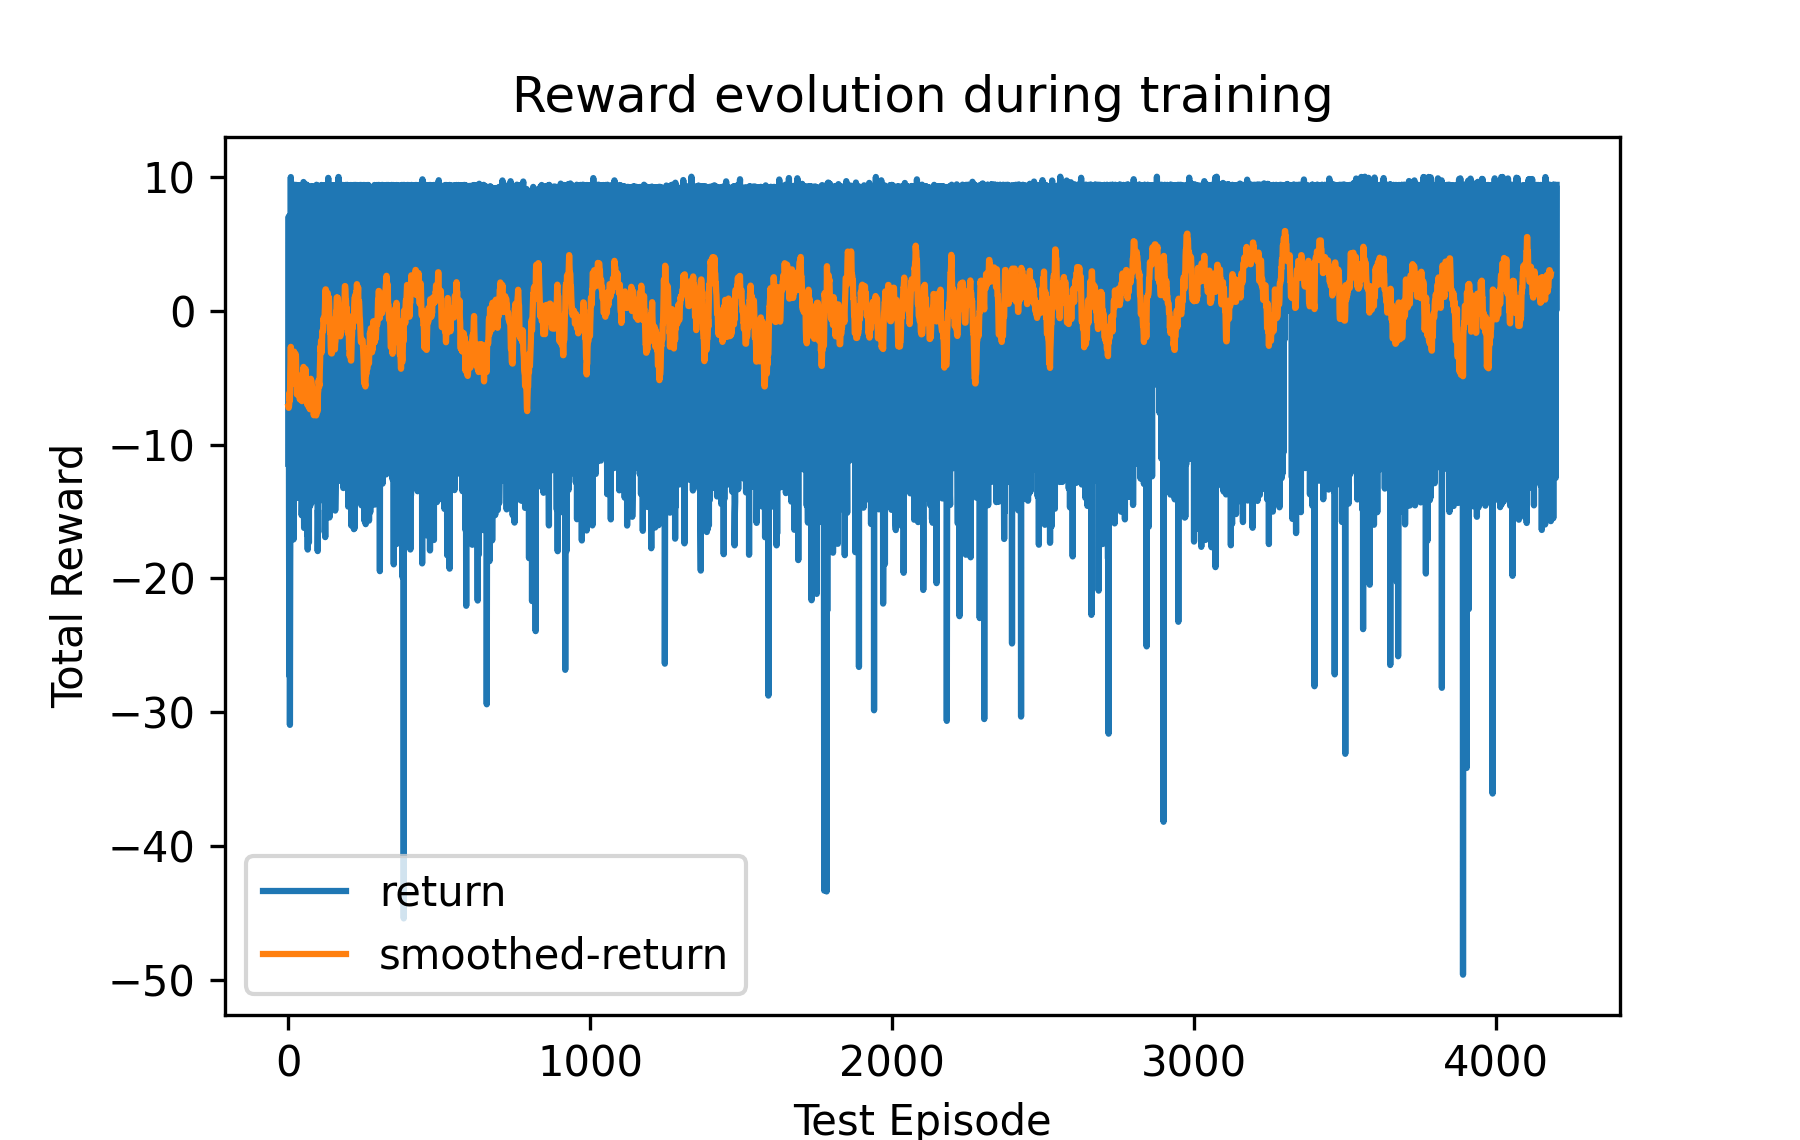 Reward evolution during training
10
0
−10
−20
−30
−40
−50
Total Reward
return
smoothed-return
0 1000 2000 3000 4000
Test Episode